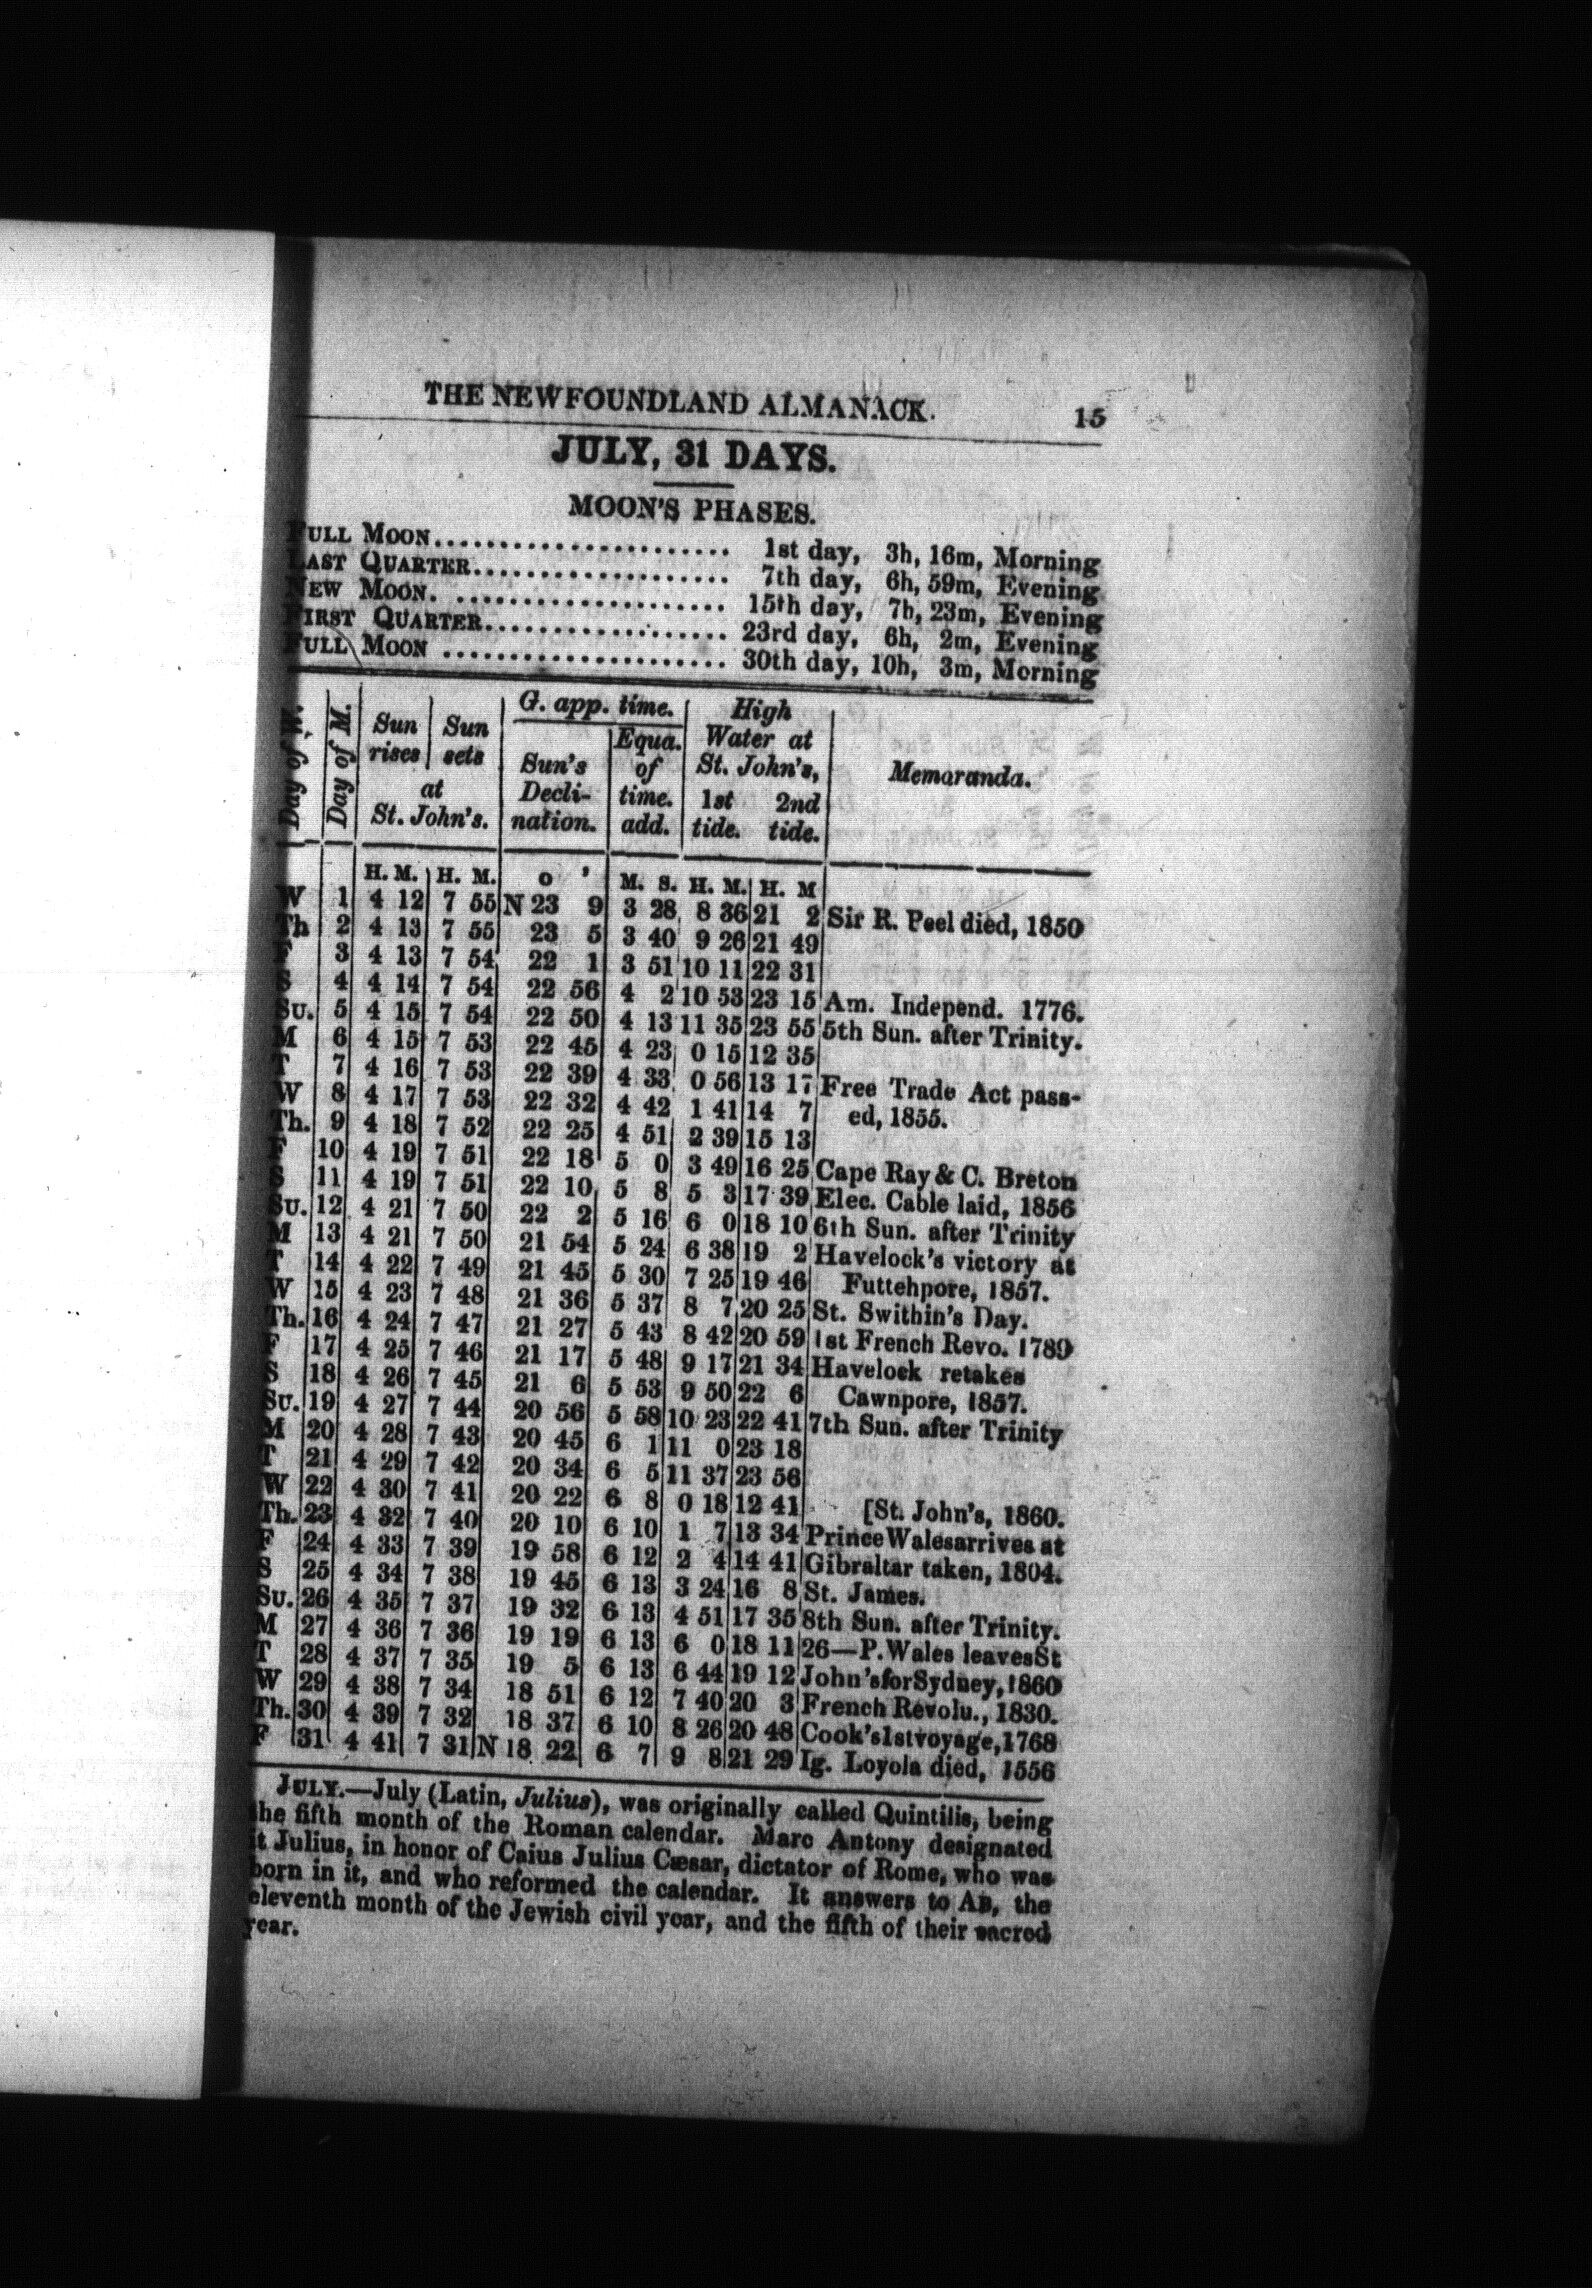 THE NEWFOUNDLAND ALMANACK. 15
JULY, 31 DAYS.
MOON'S PHASES.
FULL MOON...................... 1st day, 3h, 16m, Morning
LAST QUARTER................... 7th day, 6h, 59m, Evening
NEW MOON. ..................... 15th day, 7h, 23m, Evening
FIRST QUARTER.................. 23rd day, 6h, 2m, Evening
FULL MOON ..................... 30th day, 10h, 3m, Morning
Day of W. Day of M. Sun rises Sun sets at St. John's. G. app. time. Sun's Decli- nation. Equa. of time. add. High Water at St. John's, 1st tide. 2nd tide. Memoranda.
H. M. H. M. o ' M. S. H. M. H. M
W 1 4 12 7 55 N 23 9 3 28 8 36 21 2 Sir R. Peel died, 1850
Th 2 4 13 7 55 23 5 3 40 9 26 21 49
F 3 4 13 7 54 22 1 3 51 10 11 22 31
S 4 4 14 7 54 22 56 4 2 10 53 23 15 Am. Independ. 1776.
SU. 5 4 15 7 54 22 50 4 13 11 35 23 55 5th Sun. after Trinity.
M 6 4 15 7 53 22 45 4 23 0 15 12 35
T 7 4 16 7 53 22 39 4 33 0 56 13 17 Free Trade Act pass-
W 8 4 17 7 53 22 32 4 42 1 41 14 7 ed, 1855.
Th. 9 4 18 7 52 22 25 4 51 2 39 15 13
F 10 4 19 7 51 22 18 5 0 3 49 16 25 Cape Ray & C. Breton
S 11 4 19 7 51 22 10 5 8 5 3 17 39 Elec. Cable laid, 1856
SU. 12 4 21 7 50 22 2 5 16 6 0 18 10 6th Sun. after Trinity
M 13 4 21 7 50 21 54 5 24 6 38 19 2 Havelock's victory at
T 14 4 22 7 49 21 45 5 30 7 25 19 46 Futtehpore, 1857.
W 15 4 23 7 48 21 36 5 37 8 7 20 25 St. Swithin's Day.
Th. 16 4 24 7 47 21 27 5 43 8 42 20 59 1st French Revo. 1789
F 17 4 25 7 46 21 17 5 48 9 17 21 34 Havelock retakes
S 18 4 26 7 45 21 6 5 53 9 50 22 6 Cawnpore, 1857.
SU. 19 4 27 7 44 20 56 5 58 10 23 22 41 7th Sun. after Trinity
M 20 4 28 7 43 20 45 6 1 11 0 23 18
T 21 4 29 7 42 20 34 6 5 11 37 23 56
W 22 4 30 7 41 20 22 6 8 0 18 12 41 [St. John's, 1860.
Th. 23 4 32 7 40 20 10 6 10 1 7 13 34 Prince Wales arrives at
F 24 4 33 7 39 19 58 6 12 2 4 14 41 Gibraltar taken, 1804.
S 25 4 34 7 38 19 45 6 13 3 24 16 8 St. James.
SU. 26 4 35 7 37 19 32 6 13 4 51 17 35 8th Sun. after Trinity.
M 27 4 36 7 36 19 19 6 13 6 0 18 11 26—P. Wales leaves St
T 28 4 37 7 35 19 5 6 13 6 44 19 12 John's for Sydney, 1860
W 29 4 38 7 34 18 51 6 12 7 40 20 3 French Revolu., 1830.
Th. 30 4 39 7 32 18 37 6 10 8 26 20 48 Cook's 1st voyage, 1768
F 31 4 41 7 31 N 18 22 6 7 9 8 21 29 Ig. Loyola died, 1556
JULY.—July (Latin, Julius), was originally called Quintilis, being
the fifth month of the Roman calendar. Marc Antony designated
it Julius, in honor of Caius Julius Cæsar, dictator of Rome, who was
born in it, and who reformed the calendar. It answers to AB, the
eleventh month of the Jewish civil year, and the fifth of their sacred
year.